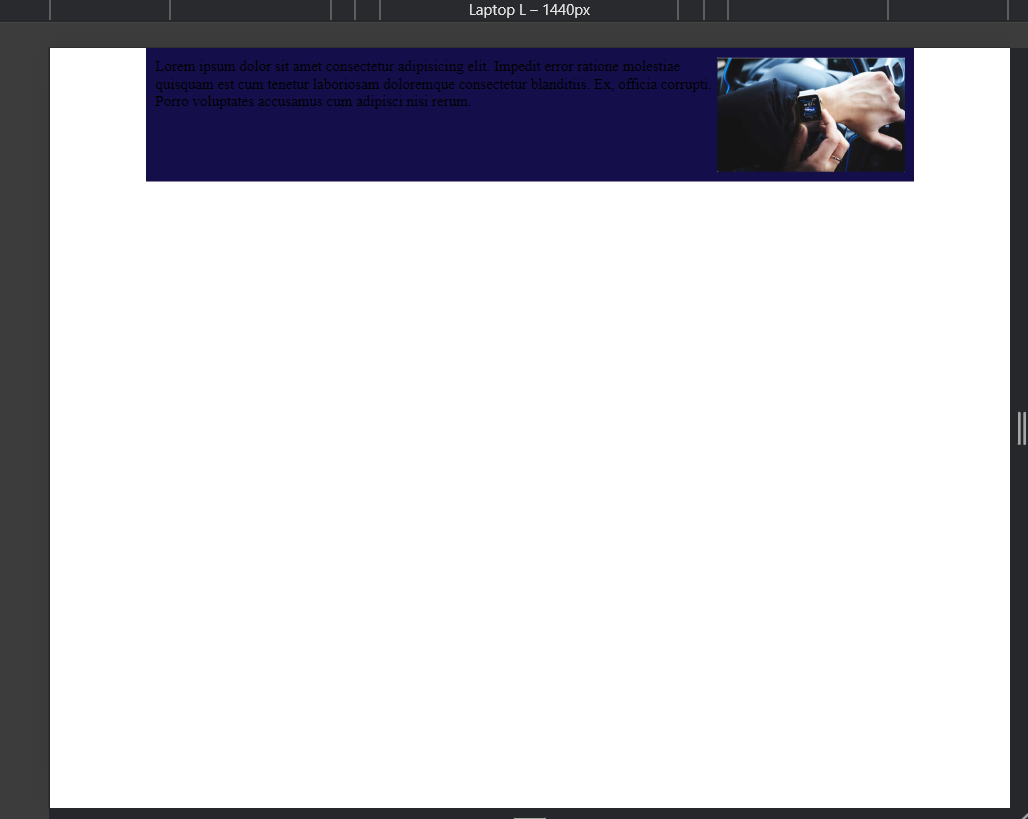 Laptop L – 1440px
Lorem ipsum dolor sit amet consectetur adipisicing elit. Impedit error ratione molestiae
quisquam est cum tenetur laboriosam doloremque consectetur blanditiis. Ex, officia corrupti.
Porro voluptates accusamus cum adipisci nisi rerum.